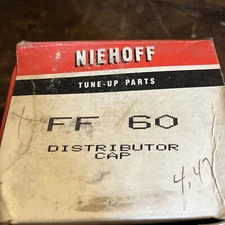 NIEHOFF
TUNE-UP PARTS
FF 60
DISTRIBUTOR
CAP
4.47